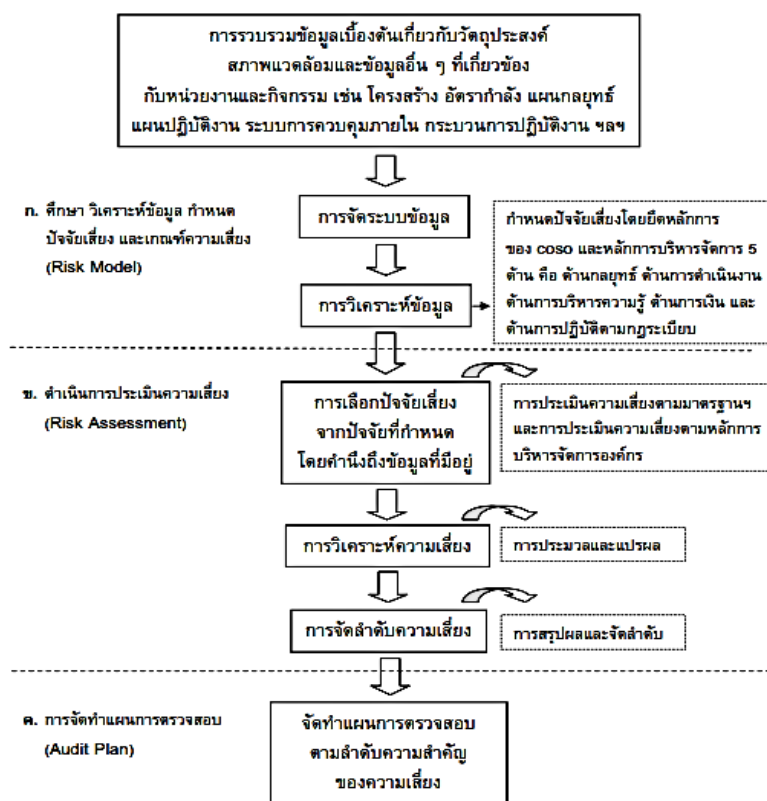 การรวบรวมข้อมูลเบื้องต้นเกี่ยวกับวัตถุประสงค์
สภาพแวดล้อมและข้อมูลอื่น ๆ ที่เกี่ยวข้อง
กับหน่วยงานและกิจกรรม เช่น โครงสร้าง อัตรากำลัง แผนกลยุทธ์
แผนปฏิบัติงาน ระบบการควบคุมภายใน กระบวนการปฏิบัติงาน ฯลฯ
ก. ศึกษา วิเคราะห์ข้อมูล กำหนด
ปัจจัยเสี่ยง และเกณฑ์ความเสี่ยง
(Risk Model)
การจัดระบบข้อมูล
การวิเคราะห์ข้อมูล
กำหนดปัจจัยเสี่ยงโดยยึดหลักการ
ของ coso และหลักการบริหารจัดการ 5
ด้าน คือ ด้านกลยุทธ์ ด้านการดำเนินงาน
ด้านการบริหารความรู้ ด้านการเงิน และ
ด้านการปฏิบัติตามกฎระเบียบ
ข. ดำเนินการประเมินความเสี่ยง
(Risk Assessment)
การเลือกปัจจัยเสี่ยง
จากปัจจัยที่กำหนด
โดยคำนึงถึงข้อมูลที่มีอยู่
การประเมินความเสี่ยงตามมาตรฐานฯ
และการประเมินความเสี่ยงตามหลักการ
บริหารจัดการองค์กร
การวิเคราะห์ความเสี่ยง
การประมวลและแปรผล
การจัดลำดับความเสี่ยง
การสรุปผลและจัดลำดับ
ค. การจัดทำแผนการตรวจสอบ
(Audit Plan)
จัดทำแผนการตรวจสอบ
ตามลำดับความสำคัญ
ของความเสี่ยง